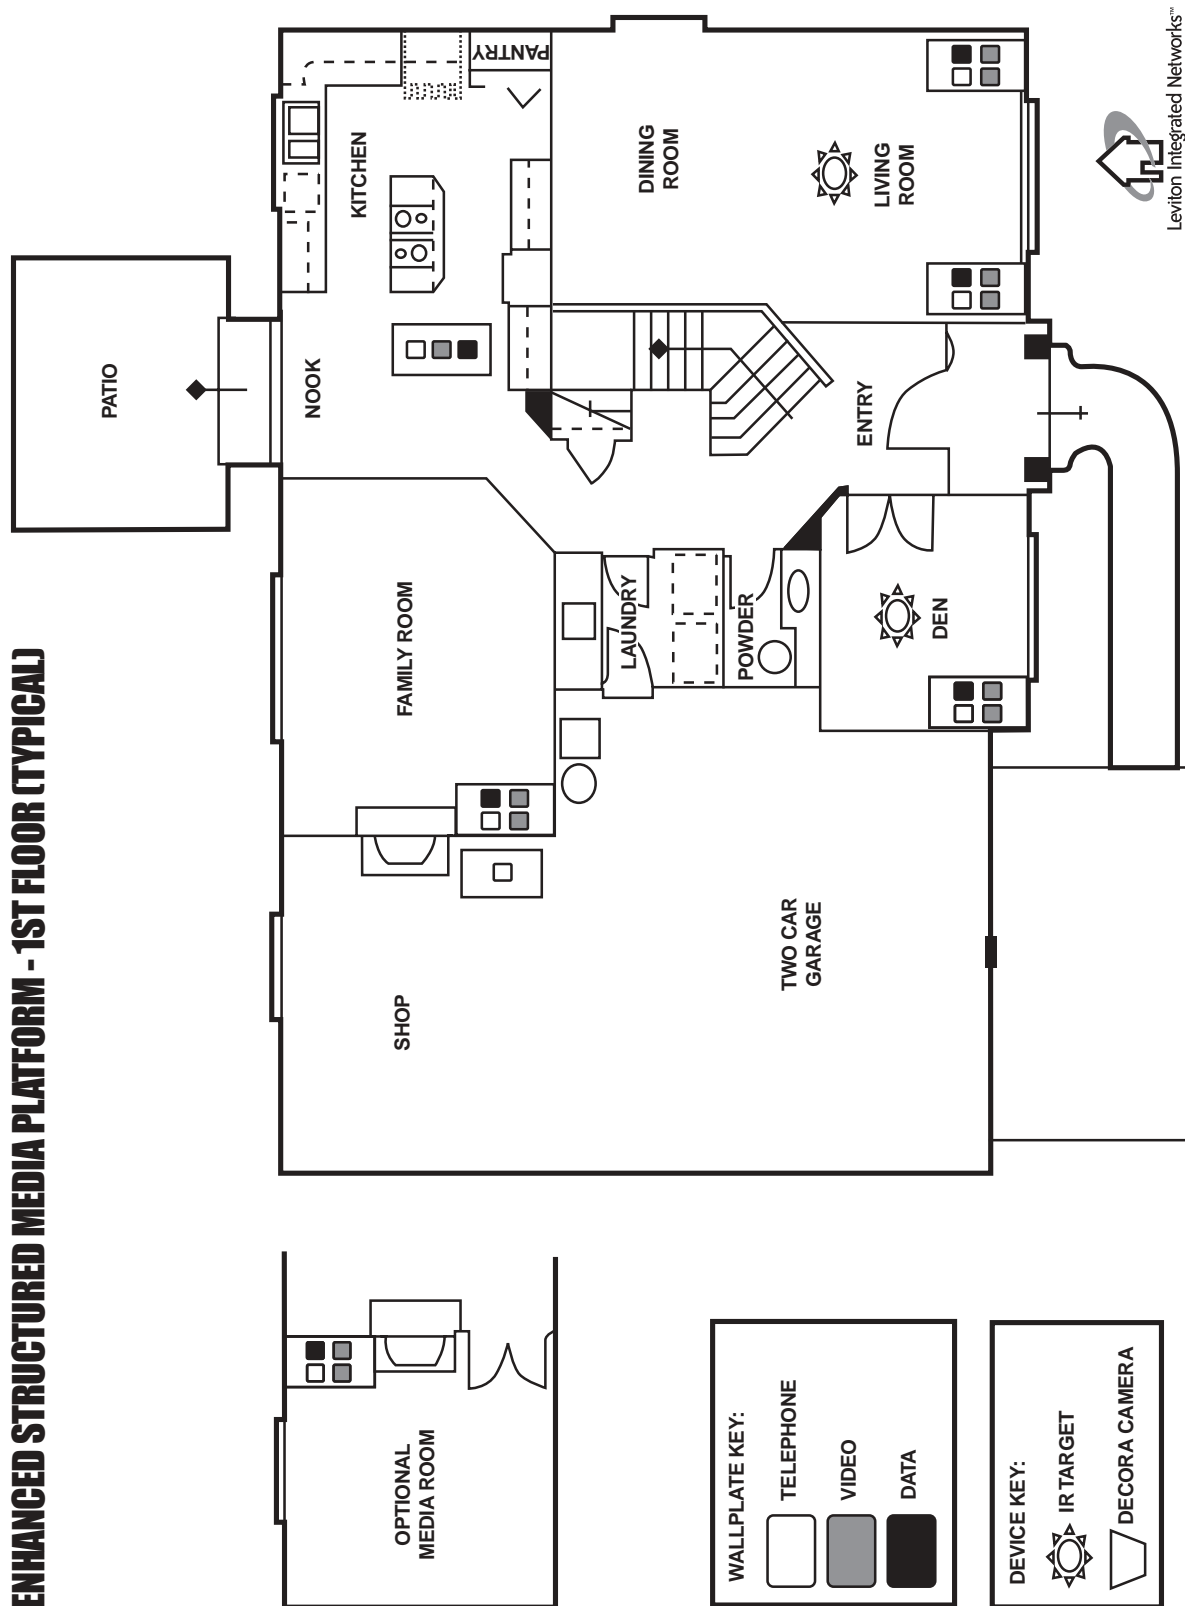 ENHANCED STRUCTURED MEDIA PLATFORM - 1ST FLOOR (TYPICAL)
PATIO
NOOK
KITCHEN
PANTRY
FAMILY ROOM
DINING
ROOM
LIVING
ROOM
ENTRY
LAUNDRY
POWDER
DEN
SHOP
TWO CAR
GARAGE
OPTIONAL
MEDIA ROOM
WALLPLATE KEY:
TELEPHONE
VIDEO
DATA
DEVICE KEY:
IR TARGET
DECORA CAMERA
Leviton Integrated Networks™